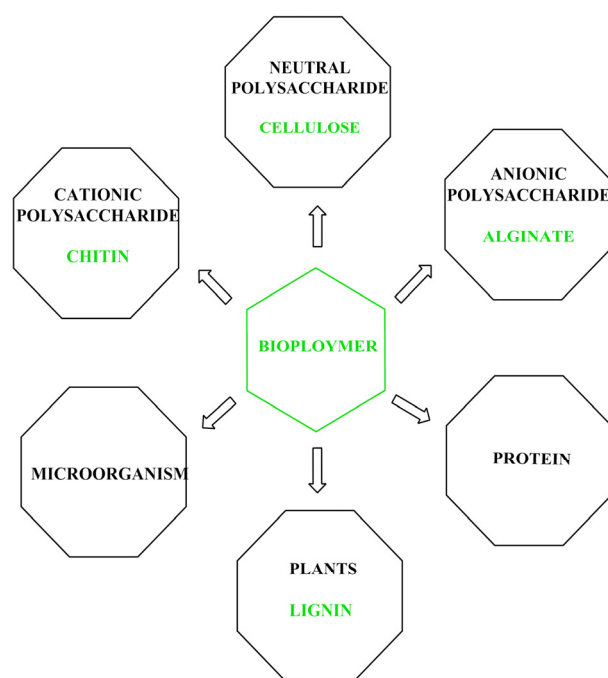 NEUTRAL
POLYSACCHARIDE
CELLULOSE
CATIONIC
POLYSACCHARIDE
CHITIN
ANIONIC
POLYSACCHARIDE
ALGINATE
BIOPLOYMER
MICROORGANISM
PROTEIN
PLANTS
LIGNIN